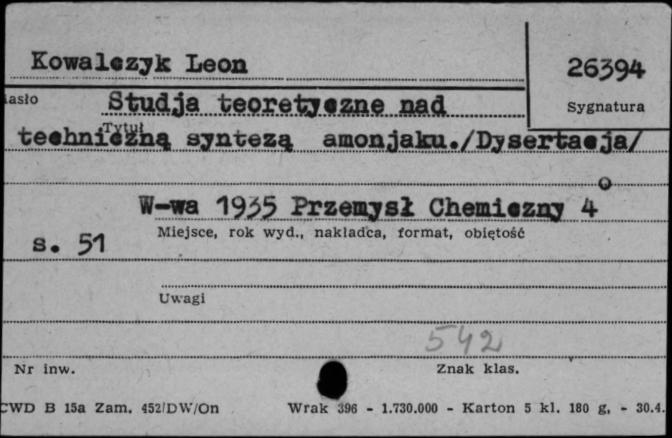 Kowalczyk Leon
26394
iasło
Studja teoretyczne nad
Sygnatura
Tytuł
techniczną syntezą amonjaku./Dysertacja/
W-wa 1935 Przemysł Chemiczny 4°
s. 51
Miejsce, rok wyd., nakładca, format, objętość
Uwagi
542
Nr inw.
Znak klas.
CWD B 15a Zam. 452/DW/On
Wrak 396 - 1.730.000 - Karton 5 kl. 180 g, - 30.4.